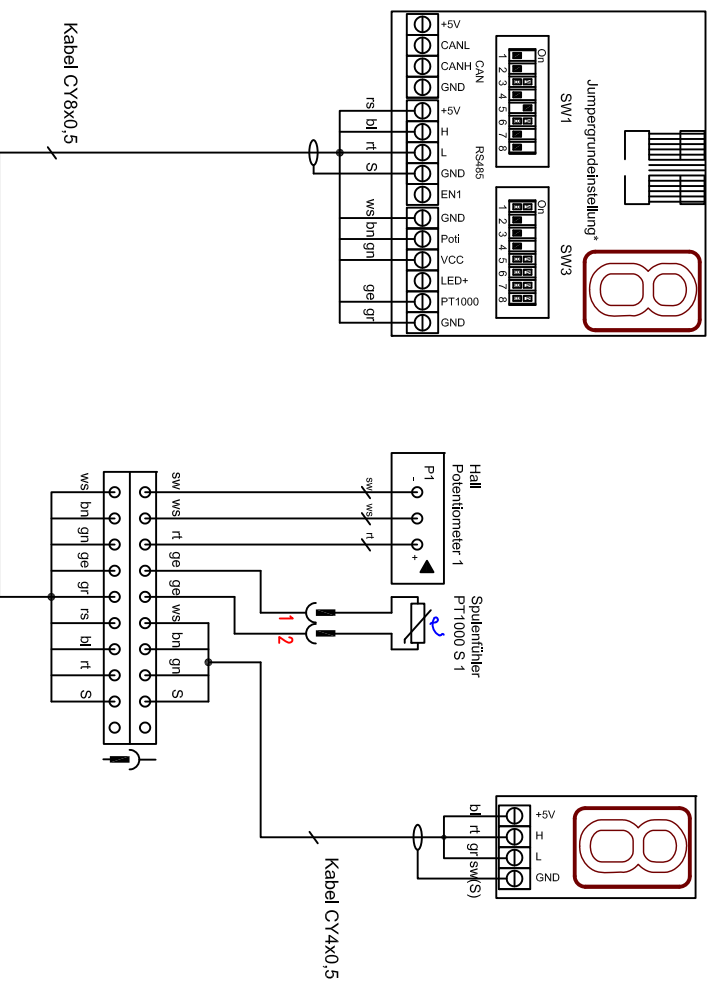 Kabel CY8x0,5
+5V
CANL
CANH
GND
CAN
+5V
H
L
GND
EN1
RS485
GND
Poti
VCC
LED+
PT1000
GND
rs
bl
rt
S
ws
bn
gn
ge
gr
On
1
2
3
4
5
6
7
8
SW1
On
1
2
3
4
5
6
7
8
SW3
Jumpergrundeinstellung*
Hall
Potentiometer 1
P1
-
+
sw
ws
rt
Spulenfühler
PT1000 S 1
1
2
sw
ws
rt
ge
ge
ws
bn
gn
S
ws
bn
gn
ge
gr
rs
bl
rt
S
+5V
H
L
GND
bl
rt
gr
sw(S)
Kabel CY4x0,5